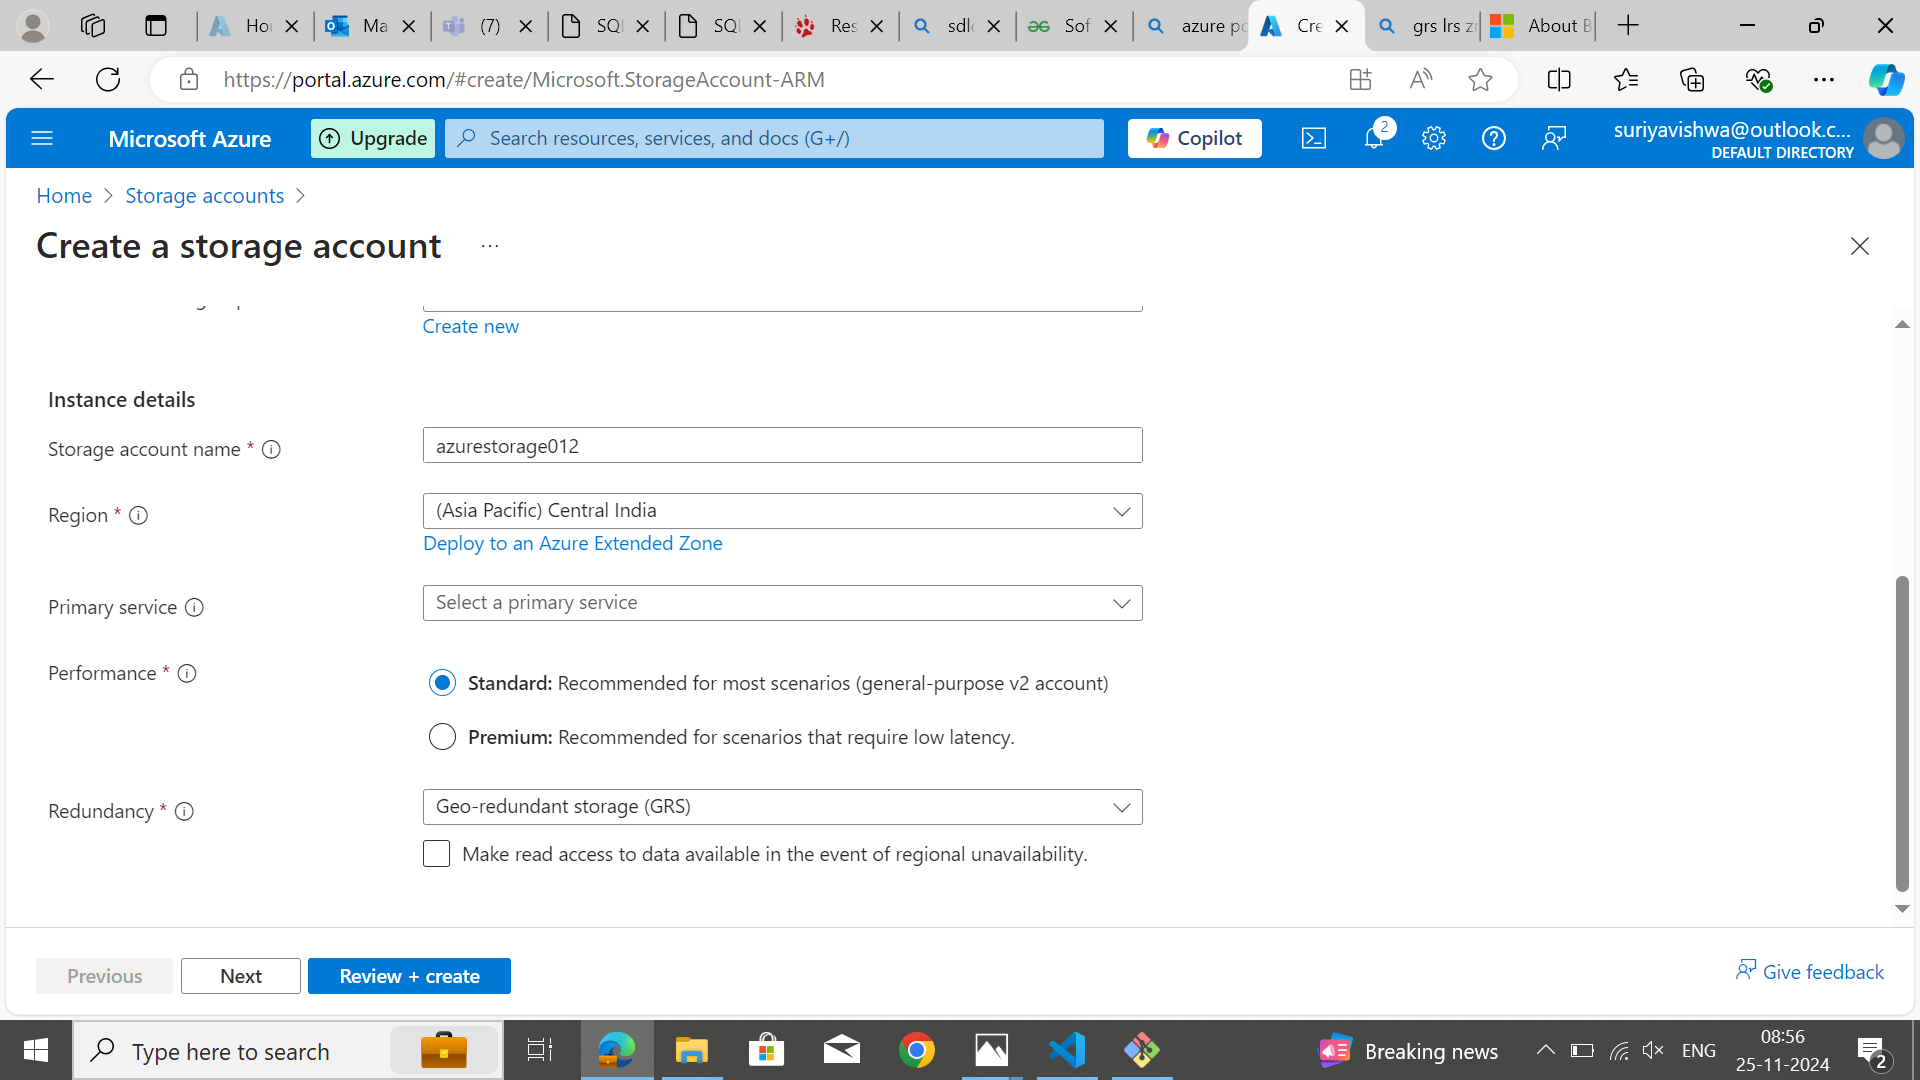 Ho
Ma
(7)
SQ
SQ
Res
sdl
Sof
azure po
Cre
grs lrs z
About B
https://portal.azure.com/#create/Microsoft.StorageAccount-ARM
Microsoft Azure
Upgrade
Search resources, services, and docs (G+/)
Copilot
2
suriyavishwa@outlook.c...
DEFAULT DIRECTORY
Home > Storage accounts >
Create a storage account ...
Create new
Instance details
Storage account name *
azurestorage012
Region *
(Asia Pacific) Central India
Deploy to an Azure Extended Zone
Primary service
Select a primary service
Performance *
Standard: Recommended for most scenarios (general-purpose v2 account)
Premium: Recommended for scenarios that require low latency.
Redundancy *
Geo-redundant storage (GRS)
Make read access to data available in the event of regional unavailability.
Previous
Next
Review + create
Give feedback
Type here to search
Breaking news
ENG
08:56
25-11-2024
2